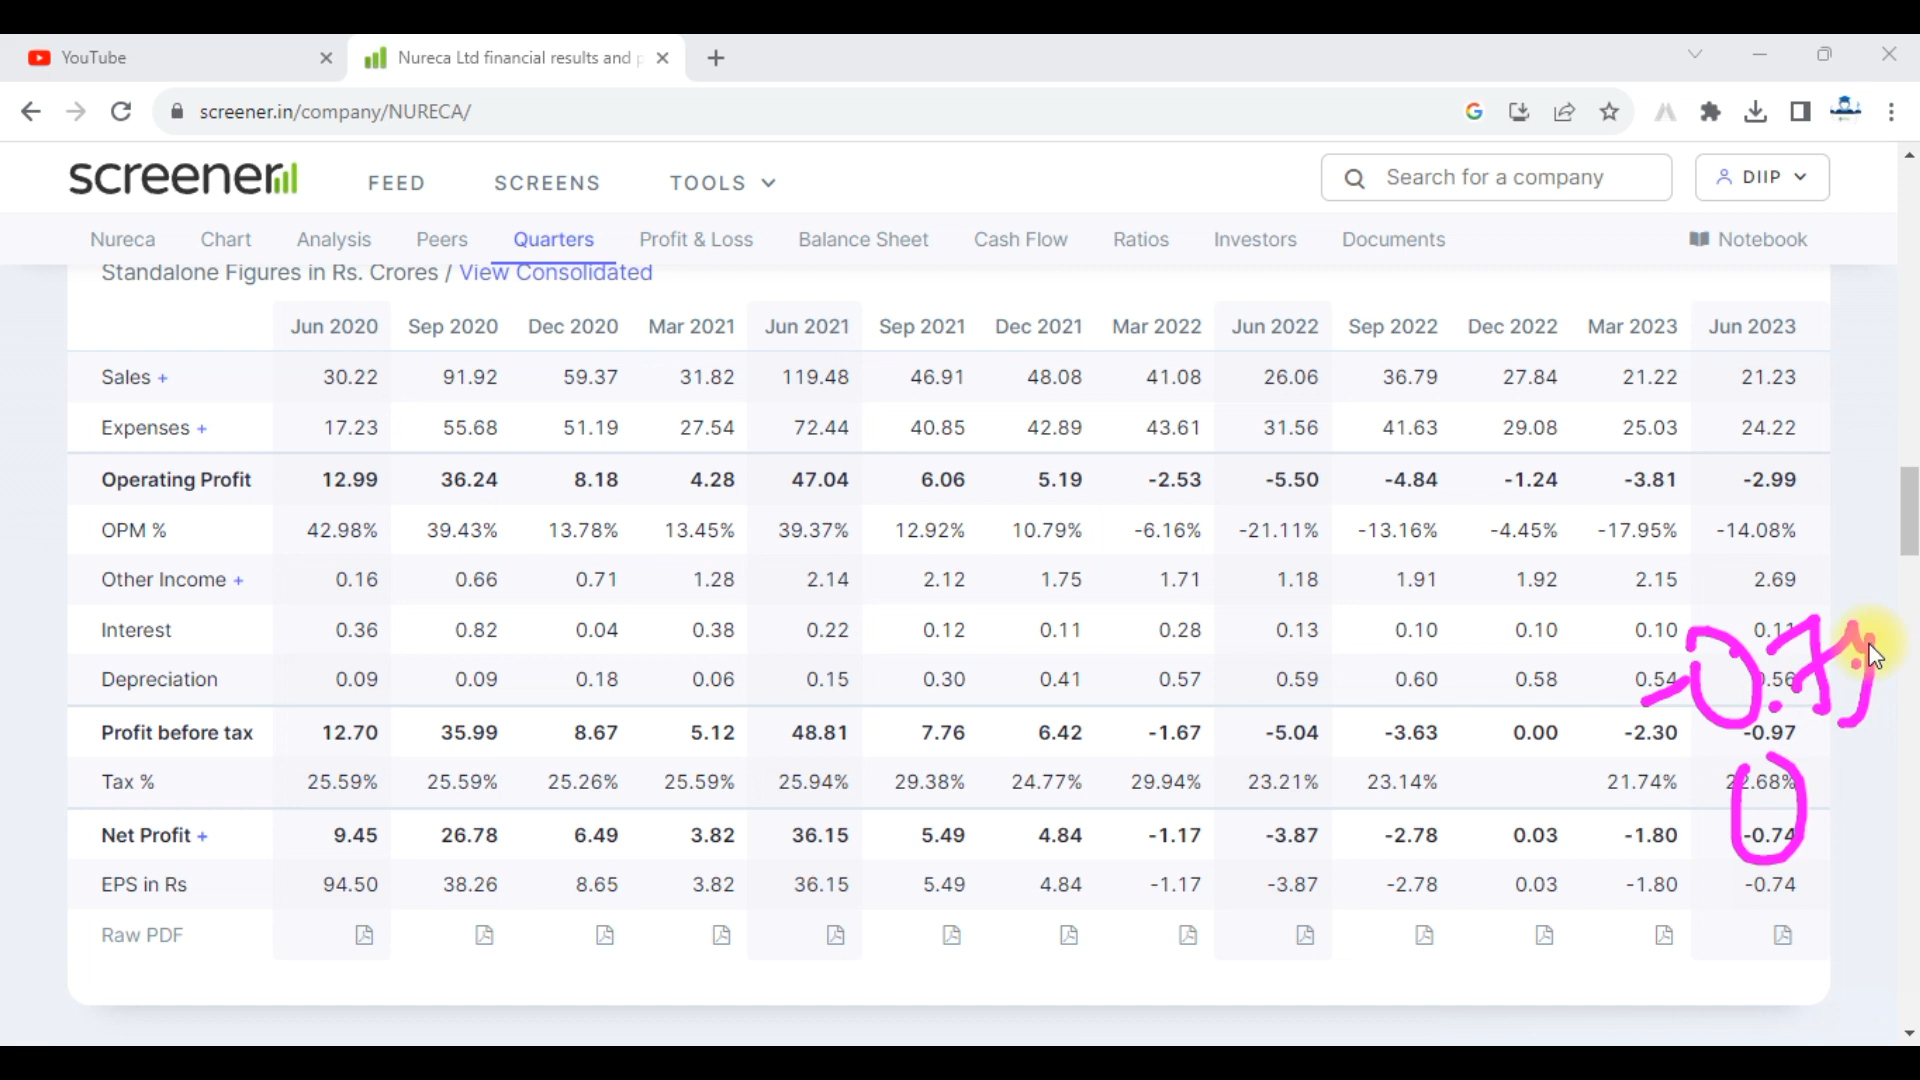 YouTube
Nureca Ltd financial results and p
screener.in/company/NURECA/
screener FEED SCREENS TOOLS Search for a company DIIP
Nureca Chart Analysis Peers Quarters Profit & Loss Balance Sheet Cash Flow Ratios Investors Documents Notebook
Standalone Figures in Rs. Crores / View Consolidated
Jun 2020 Sep 2020 Dec 2020 Mar 2021 Jun 2021 Sep 2021 Dec 2021 Mar 2022 Jun 2022 Sep 2022 Dec 2022 Mar 2023 Jun 2023
Sales + 30.22 91.92 59.37 31.82 119.48 46.91 48.08 41.08 26.06 36.79 27.84 21.22 21.23
Expenses + 17.23 55.68 51.19 27.54 72.44 40.85 42.89 43.61 31.56 41.63 29.08 25.03 24.22
Operating Profit 12.99 36.24 8.18 4.28 47.04 6.06 5.19 -2.53 -5.50 -4.84 -1.24 -3.81 -2.99
OPM % 42.98% 39.43% 13.78% 13.45% 39.37% 12.92% 10.79% -6.16% -21.11% -13.16% -4.45% -17.95% -14.08%
Other Income + 0.16 0.66 0.71 1.28 2.14 2.12 1.75 1.71 1.18 1.91 1.92 2.15 2.69
Interest 0.36 0.82 0.04 0.38 0.22 0.12 0.11 0.28 0.13 0.10 0.10 0.10 0.11
Depreciation 0.09 0.09 0.18 0.06 0.15 0.30 0.41 0.57 0.59 0.60 0.58 0.54 0.56
Profit before tax 12.70 35.99 8.67 5.12 48.81 7.76 6.42 -1.67 -5.04 -3.63 0.00 -2.30 -0.97
Tax % 25.59% 25.59% 25.26% 25.59% 25.94% 29.38% 24.77% 29.94% 23.21% 23.14% 21.74% 22.68%
Net Profit + 9.45 26.78 6.49 3.82 36.15 5.49 4.84 -1.17 -3.87 -2.78 0.03 -1.80 -0.74
EPS in Rs 94.50 38.26 8.65 3.82 36.15 5.49 4.84 -1.17 -3.87 -2.78 0.03 -1.80 -0.74
Raw PDF